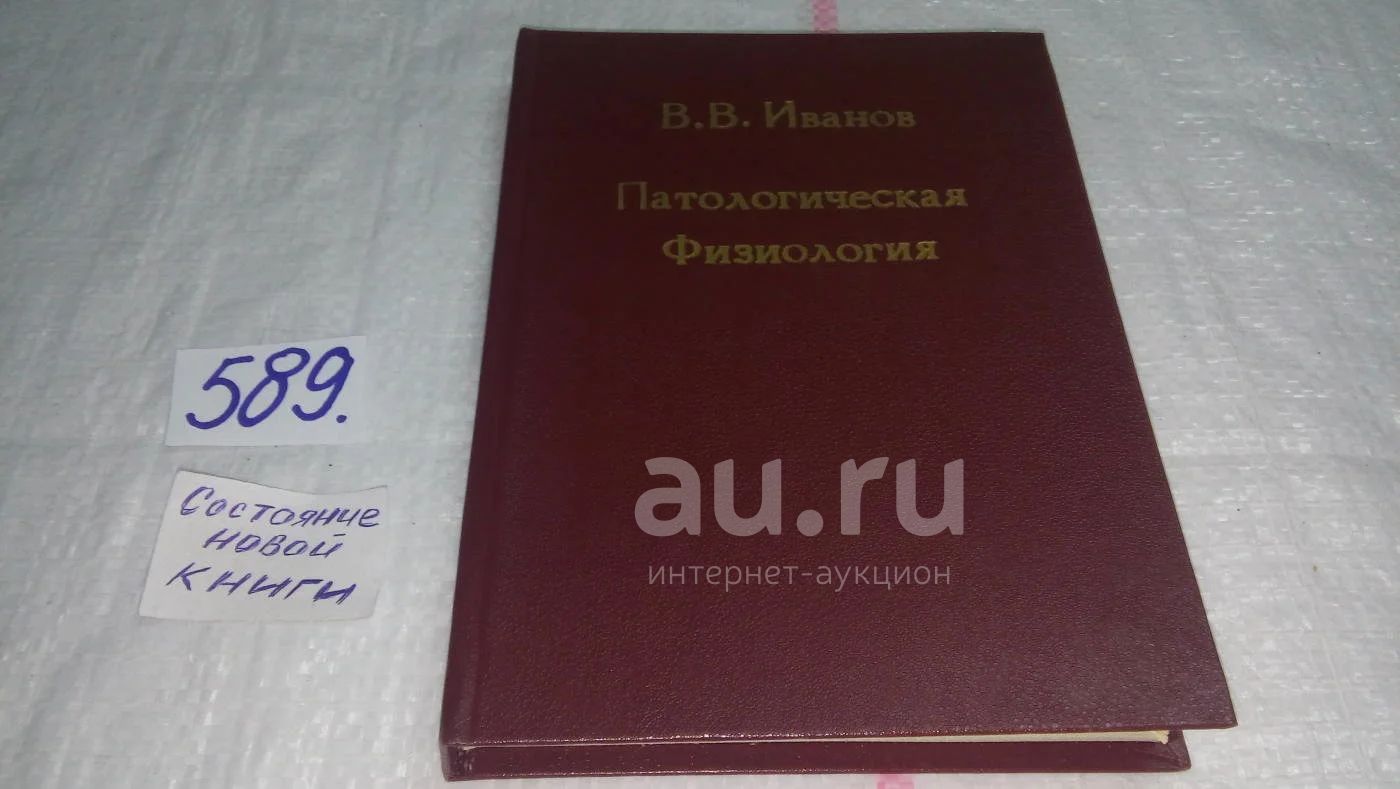 В.В. Иванов
Патологическая
Физиология
589.
Состояние
новой
книги
au.ru
интернет-аукцион